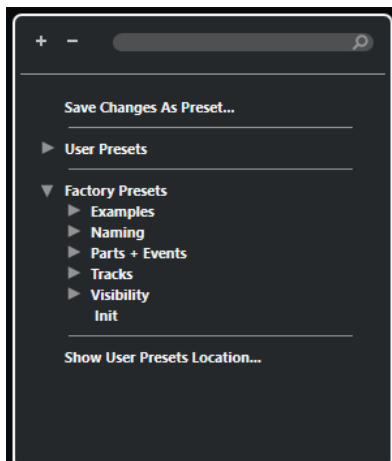 Save Changes As Preset...
User Presets
Factory Presets
Examples
Naming
Parts + Events
Tracks
Visibility
Init
Show User Presets Location...